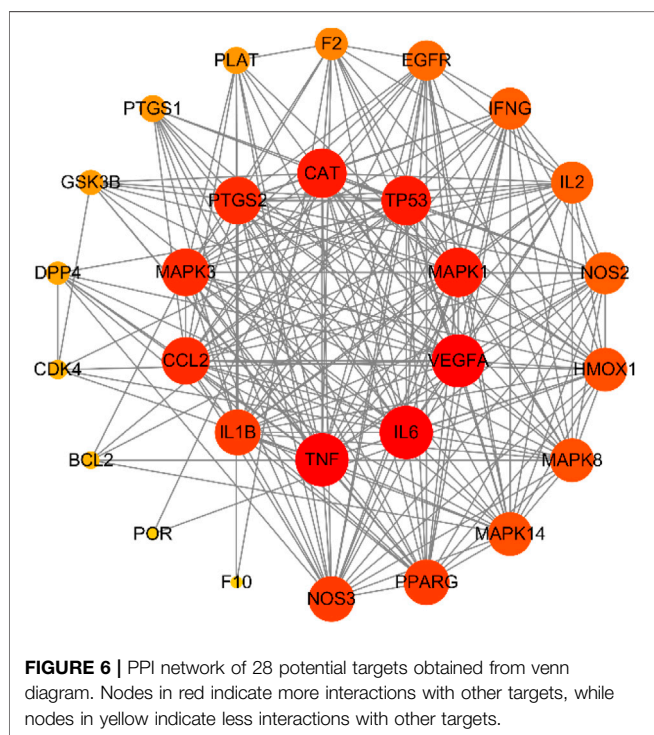 F2
PLAT
EGFR
PTGS1
IFNG
CAT
GSK3B
PTGS2
TP53
IL2
DPP4
MAPK3
MAPK1
NOS2
CDK4
CCL2
VEGFA
HMOX1
BCL2
IL1B
TNF
IL6
MAPK8
POR
MAPK14
F10
NOS3
PPARG
FIGURE 6 | PPI network of 28 potential targets obtained from venn
diagram. Nodes in red indicate more interactions with other targets, while
nodes in yellow indicate less interactions with other targets.